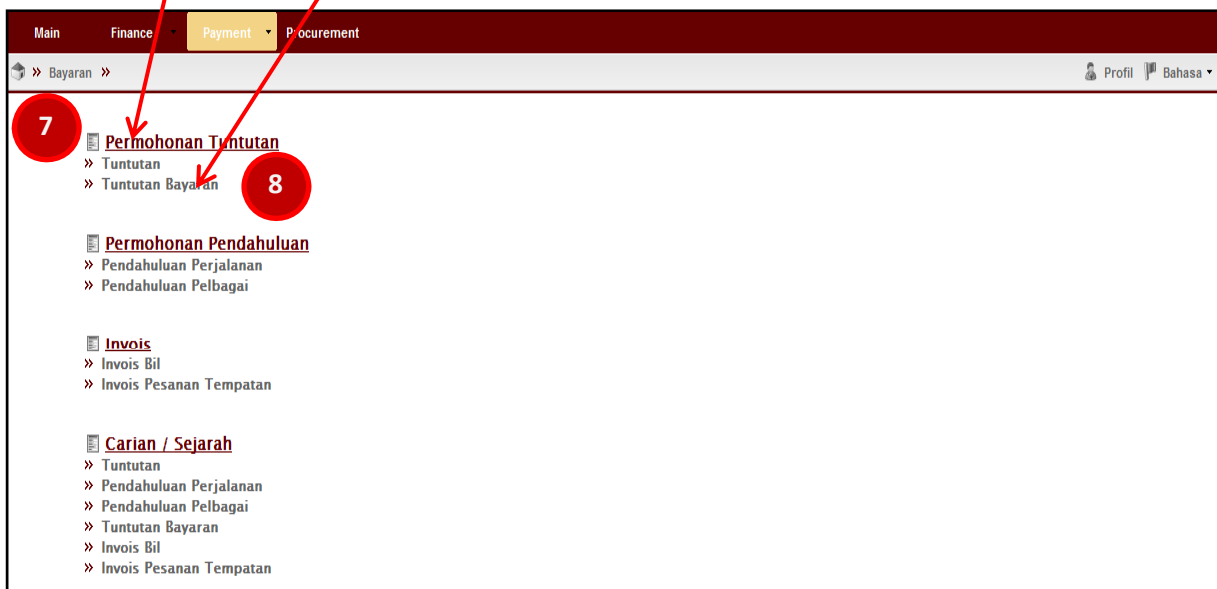 Main Finance Payment Procurement
» Bayaran » Profil Bahasa
7
Permohonan Tuntutan
» Tuntutan
» Tuntutan Bayaran
8
Permohonan Pendahuluan
» Pendahuluan Perjalanan
» Pendahuluan Pelbagai
Invois
» Invois Bil
» Invois Pesanan Tempatan
Carian / Sejarah
» Tuntutan
» Pendahuluan Perjalanan
» Pendahuluan Pelbagai
» Tuntutan Bayaran
» Invois Bil
» Invois Pesanan Tempatan